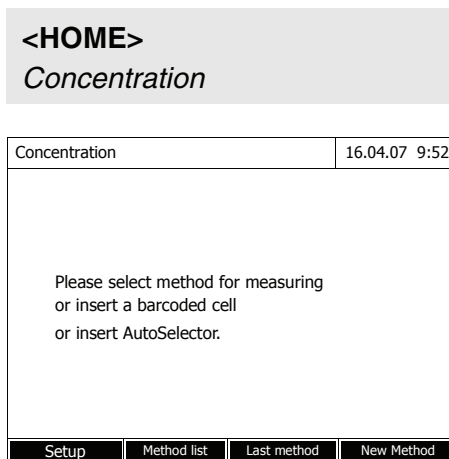 <HOME>
Concentration
Concentration 16.04.07 9:52
Please select method for measuring
or insert a barcoded cell
or insert AutoSelector.
Setup Method list Last method New Method